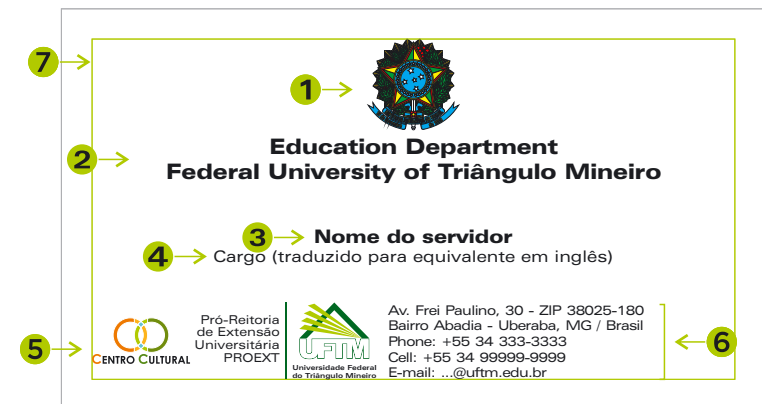 7
1
Education Department
2
Federal University of Triângulo Mineiro
3
Nome do servidor
4
Cargo (traduzido para equivalente em inglês)
5
CENTRO CULTURAL
Pró-Reitoria
de Extensão
Universitária
PROEXT
UFTM
Universidade Federal
do Triângulo Mineiro
Av. Frei Paulino, 30 - ZIP 38025-180
Bairro Abadia - Uberaba, MG / Brasil
Phone: +55 34 333-3333
Cell: +55 34 99999-9999
E-mail: ...@uftm.edu.br
6